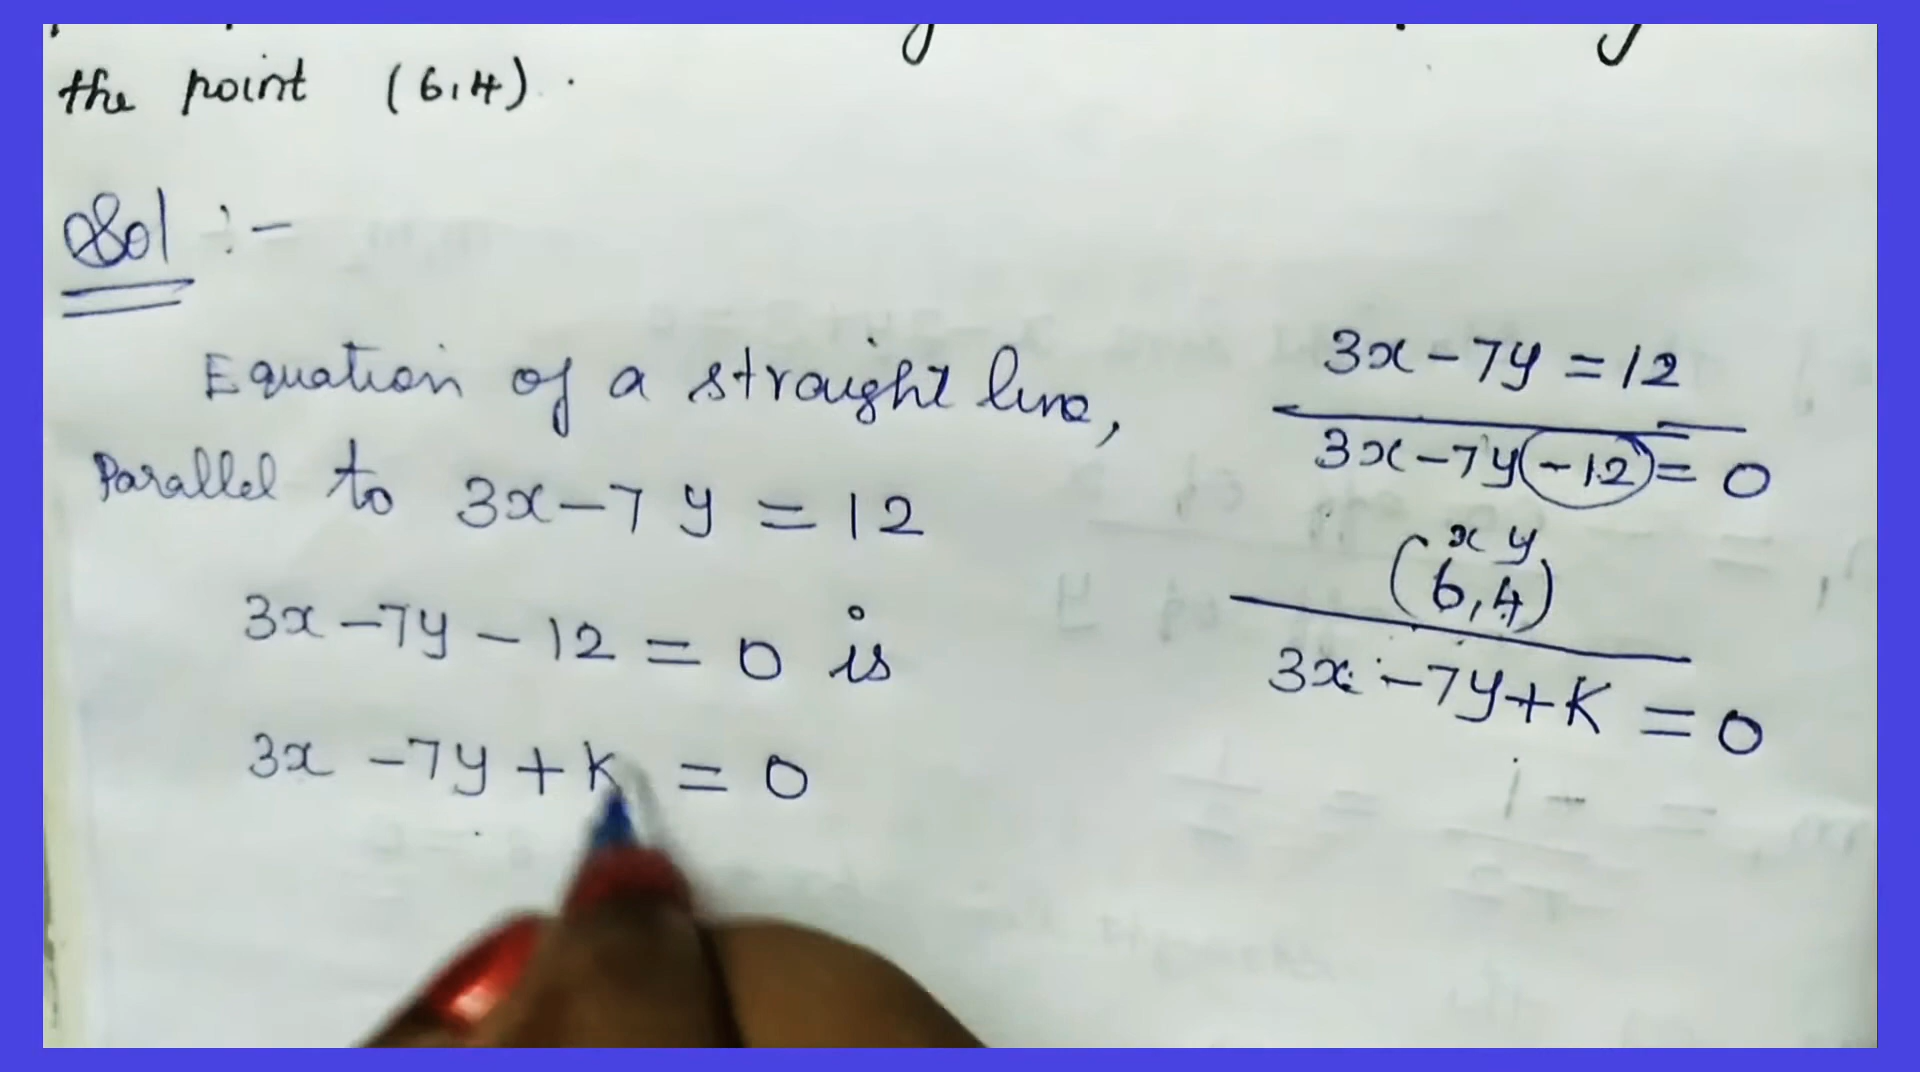 the point (6,4).
Sol :-
Equation of a straight line,
Parallel to 3x-7y = 12
3x-7y-12 = 0 is
3x-7y+k = 0
3x-7y = 12
3x-7y-12 = 0
x y
(6,4)
3x-7y+K = 0